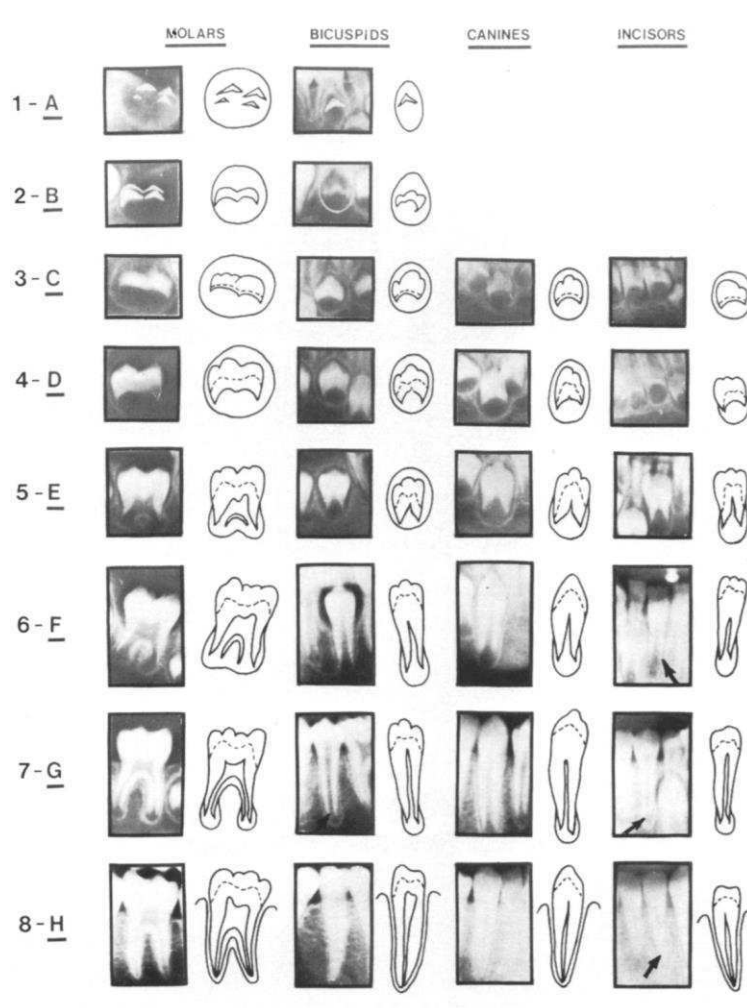 MOLARS BICUSPIDS CANINES INCISORS
1 - A
2 - B
3 - C
4 - D
5 - E
6 - F
7 - G
8 - H